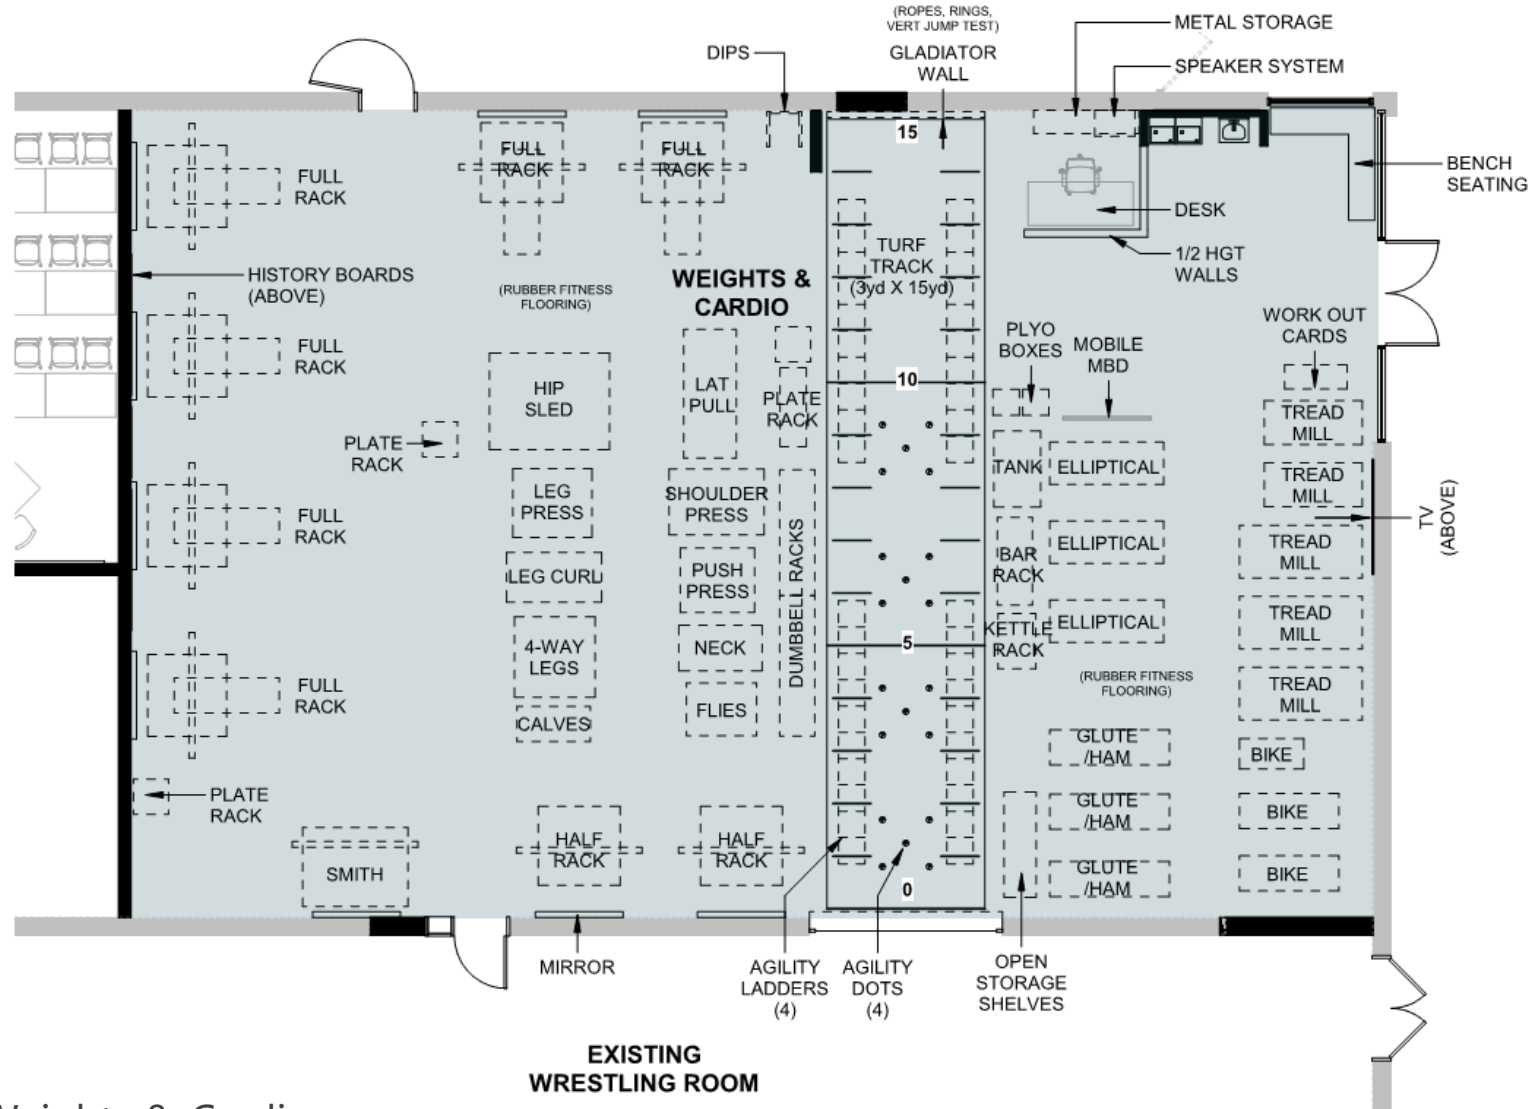 (ROPES, RINGS,
VERT JUMP TEST)
GLADIATOR
WALL
METAL STORAGE
DIPS
SPEAKER SYSTEM
15
FULL
RACK
FULL
RACK
FULL
RACK
BENCH
SEATING
DESK
TURF
TRACK
(3yd X 15yd)
1/2 HGT
WALLS
HISTORY BOARDS
(ABOVE)
(RUBBER FITNESS
FLOORING)
WEIGHTS &
CARDIO
WORK OUT
CARDS
PLYO
BOXES
MOBILE
MBD
FULL
RACK
HIP
SLED
LAT
PULL
PLATE
RACK
10
TREAD
MILL
PLATE
RACK
TANK
ELLIPTICAL
TREAD
MILL
TV
(ABOVE)
FULL
RACK
LEG
PRESS
SHOULDER
PRESS
DUMBBELL RACKS
BAR
RACK
ELLIPTICAL
TREAD
MILL
LEG CURL
PUSH
PRESS
KETTLE
RACK
ELLIPTICAL
TREAD
MILL
4-WAY
LEGS
NECK
5
(RUBBER FITNESS
FLOORING)
TREAD
MILL
FULL
RACK
CALVES
FLIES
GLUTE
/HAM
BIKE
PLATE
RACK
GLUTE
/HAM
BIKE
SMITH
HALF
RACK
HALF
RACK
0
GLUTE
/HAM
BIKE
MIRROR
AGILITY
LADDERS
(4)
AGILITY
DOTS
(4)
OPEN
STORAGE
SHELVES
EXISTING
WRESTLING ROOM